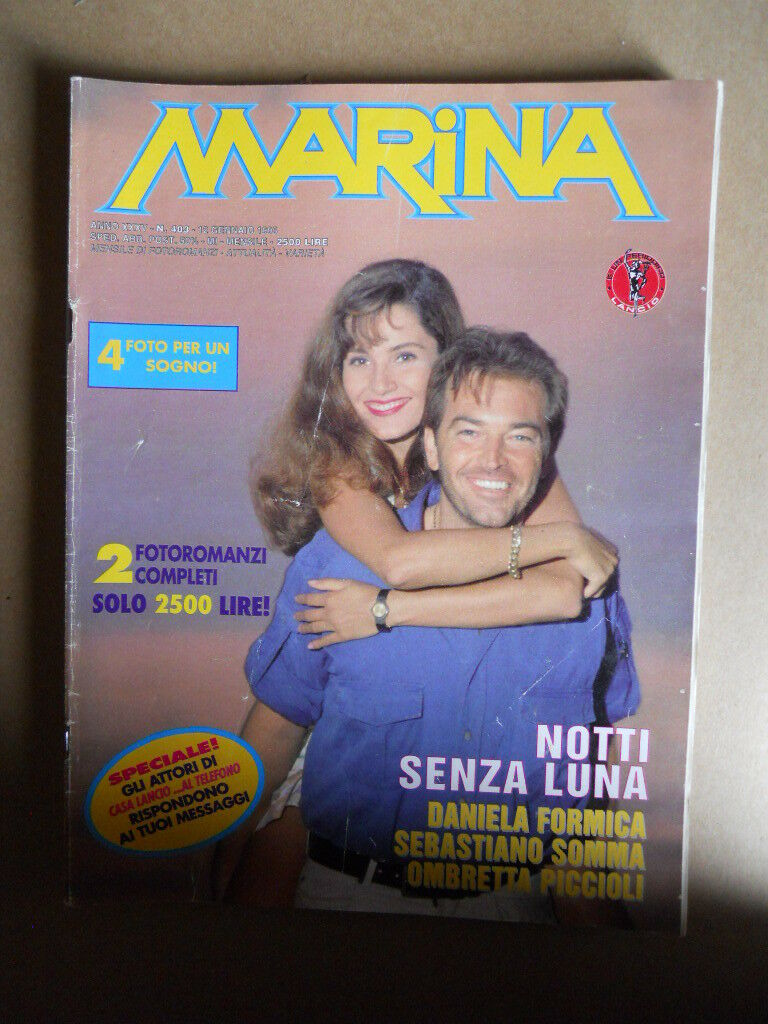 MARiNA
ANNO XXXV - N. 403 - 15 GENNAIO
SPED. ABB. POST. - MENSILE - 2500 LIRE
MENSILE DI FOTOROMANZI - ATTUALITÀ - VARIETÀ
LANCIO
4 FOTO PER UN
SOGNO!
2 FOTOROMANZI
COMPLETI
SOLO 2500 LIRE!
SPECIALE!
GLI ATTORI DI
CASA LANCIO ...AL TELEFONO
RISPONDONO
AI TUOI MESSAGGI
NOTTI
SENZA LUNA
DANIELA FORMICA
SEBASTIANO SOMMA
OMBRETTA PICCIOLI